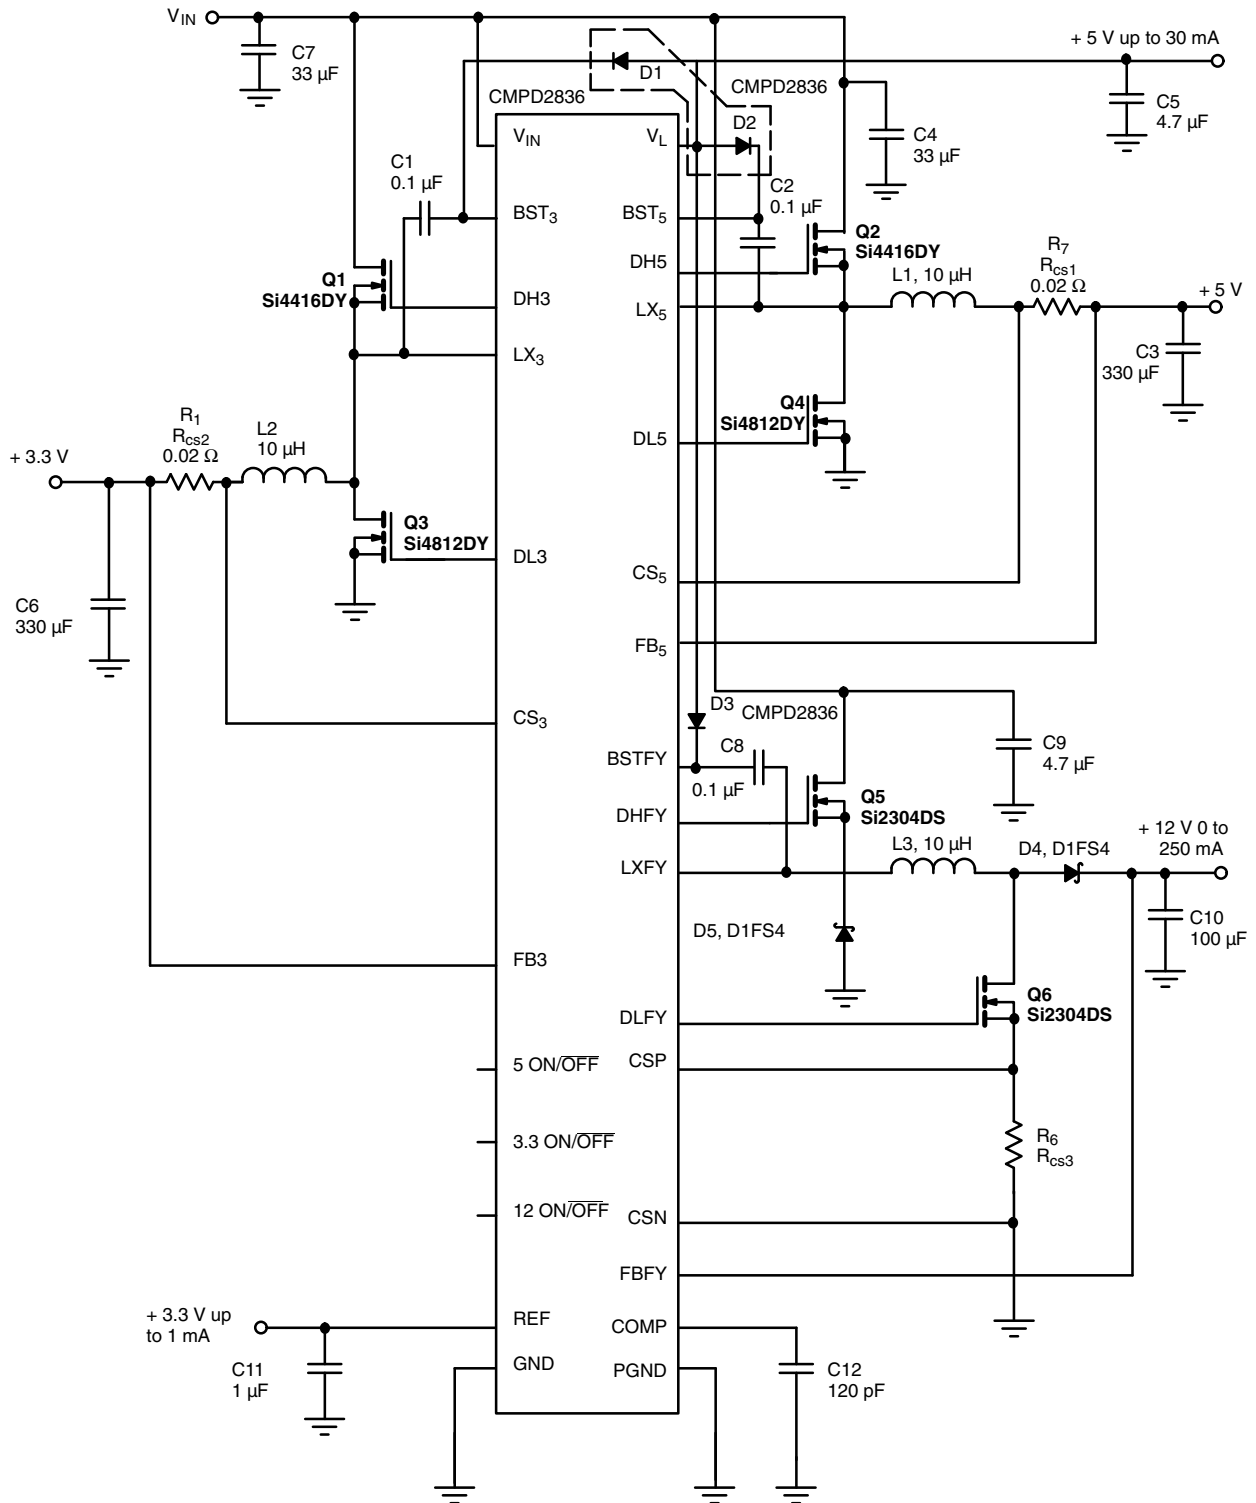 V_IN
C7
33 µF
D1
+ 5 V up to 30 mA
CMPD2836
CMPD2836
C5
4.7 µF
V_IN
V_L
D2
C4
33 µF
C1
0.1 µF
C2
0.1 µF
BST_3
BST_5
Q2
Si4416DY
DH5
R_7
R_cs1
0.02 Ω
L1, 10 µH
Q1
Si4416DY
DH3
LX_5
+ 5 V
LX_3
C3
330 µF
Q4
Si4812DY
DL5
R_1
R_cs2
0.02 Ω
L2
10 µH
+ 3.3 V
Q3
Si4812DY
DL3
CS_5
C6
330 µF
FB_5
CS_3
D3
CMPD2836
C8
0.1 µF
BSTFY
C9
4.7 µF
DHFY
Q5
Si2304DS
+ 12 V 0 to
250 mA
L3, 10 µH
D4, D1FS4
LXFY
D5, D1FS4
C10
100 µF
FB3
Q6
Si2304DS
DLFY
5 ON/O̅F̅F̅
CSP
3.3 ON/O̅F̅F̅
R_6
R_cs3
12 ON/O̅F̅F̅
CSN
FBFY
+ 3.3 V up
to 1 mA
REF
COMP
C11
1 µF
GND
PGND
C12
120 pF